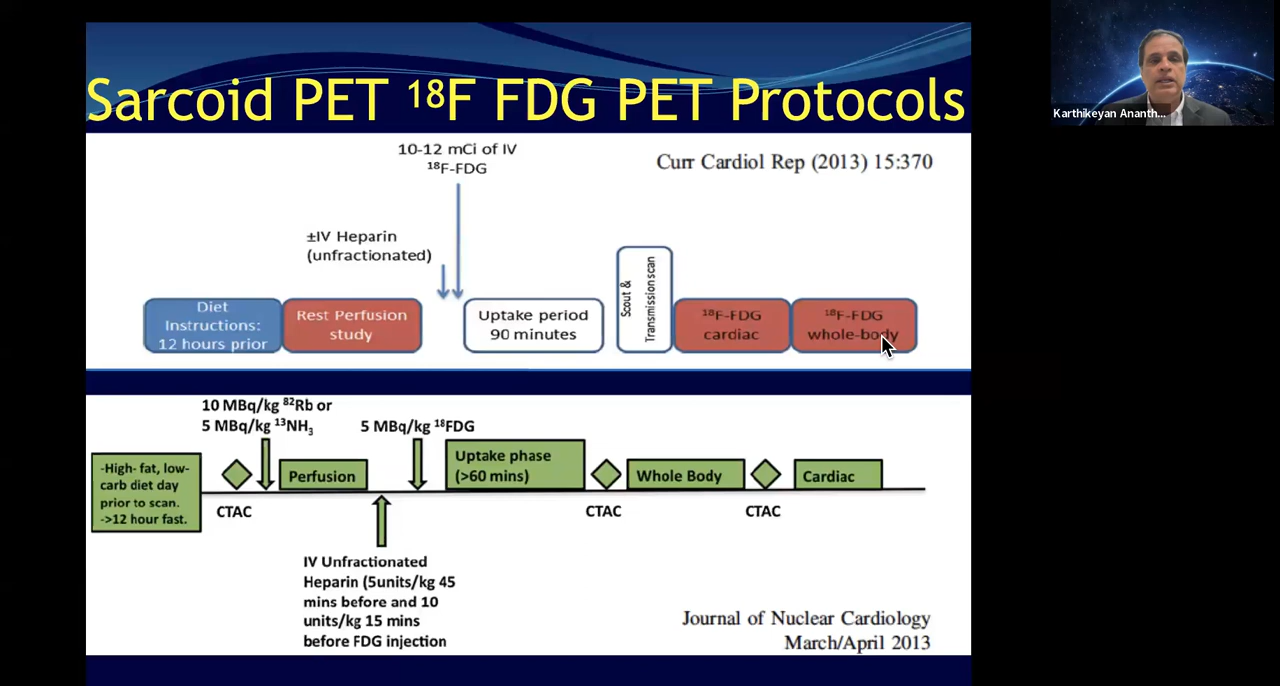 Sarcoid PET ¹⁸F FDG PET Protocols
Karthikeyan Ananth...
10-12 mCi of IV
¹⁸F-FDG
Curr Cardiol Rep (2013) 15:370
±IV Heparin
(unfractionated)
Diet
Instructions:
12 hours prior
Rest Perfusion
study
Uptake period
90 minutes
Scout &
Transmission scan
¹⁸F-FDG
cardiac
¹⁸F-FDG
whole-body
10 MBq/kg ⁸²Rb or
5 MBq/kg ¹³NH₃
5 MBq/kg ¹⁸FDG
-High- fat, low-
carb diet day
prior to scan.
->12 hour fast.
CTAC
Perfusion
Uptake phase
(>60 mins)
CTAC
Whole Body
CTAC
Cardiac
IV Unfractionated
Heparin (5units/kg 45
mins before and 10
units/kg 15 mins
before FDG injection
Journal of Nuclear Cardiology
March/April 2013